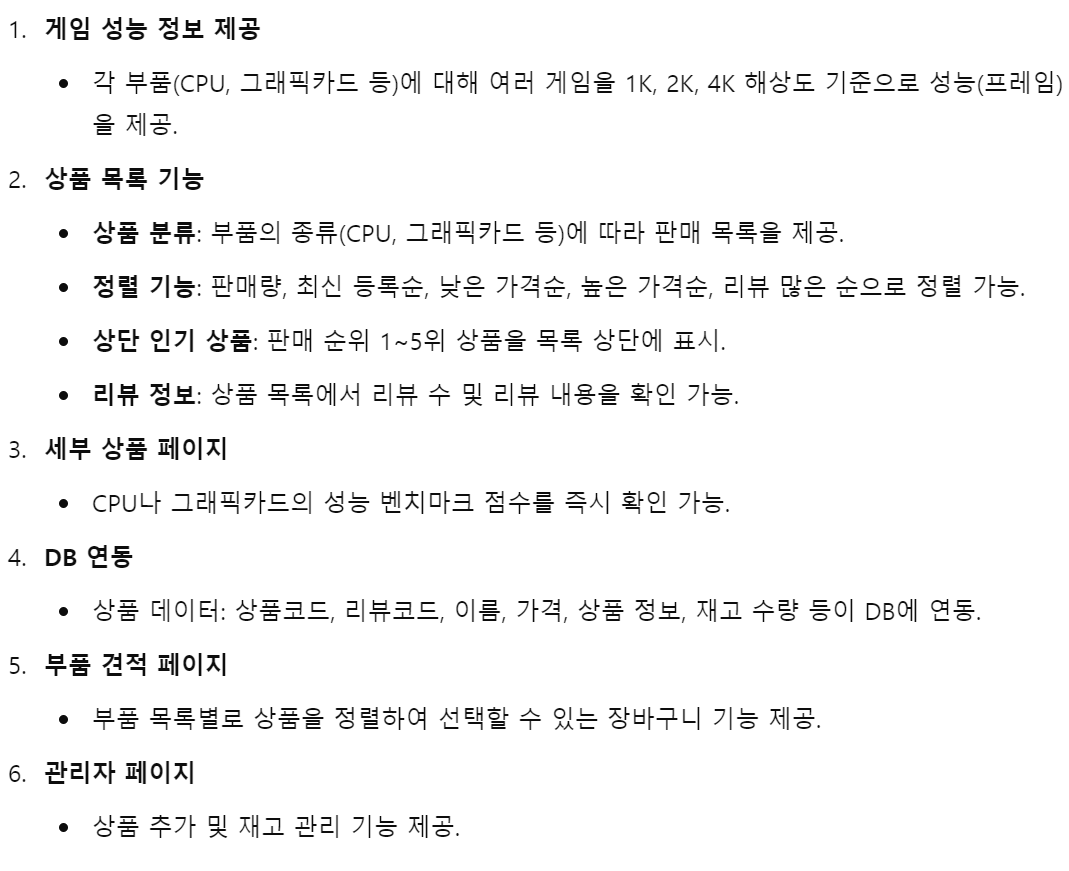 1. 게임 성능 정보 제공
• 각 부품(CPU, 그래픽카드 등)에 대해 여러 게임을 1K, 2K, 4K 해상도 기준으로 성능(프레임)
을 제공.
2. 상품 목록 기능
• 상품 분류: 부품의 종류(CPU, 그래픽카드 등)에 따라 판매 목록을 제공.
• 정렬 기능: 판매량, 최신 등록순, 낮은 가격순, 높은 가격순, 리뷰 많은 순으로 정렬 가능.
• 상단 인기 상품: 판매 순위 1~5위 상품을 목록 상단에 표시.
• 리뷰 정보: 상품 목록에서 리뷰 수 및 리뷰 내용을 확인 가능.
3. 세부 상품 페이지
• CPU나 그래픽카드의 성능 벤치마크 점수를 즉시 확인 가능.
4. DB 연동
• 상품 데이터: 상품코드, 리뷰코드, 이름, 가격, 상품 정보, 재고 수량 등이 DB에 연동.
5. 부품 견적 페이지
• 부품 목록별로 상품을 정렬하여 선택할 수 있는 장바구니 기능 제공.
6. 관리자 페이지
• 상품 추가 및 재고 관리 기능 제공.